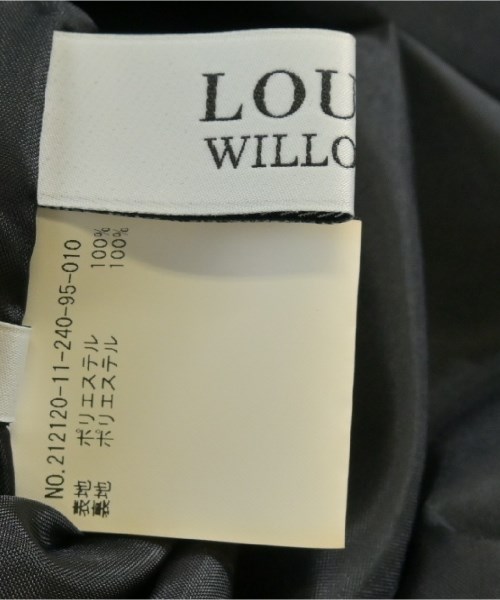 LOU
WILLO
NO.212120-11-240-95-010
表地 ポリエステル 100%
裏地 ポリエステル 100%